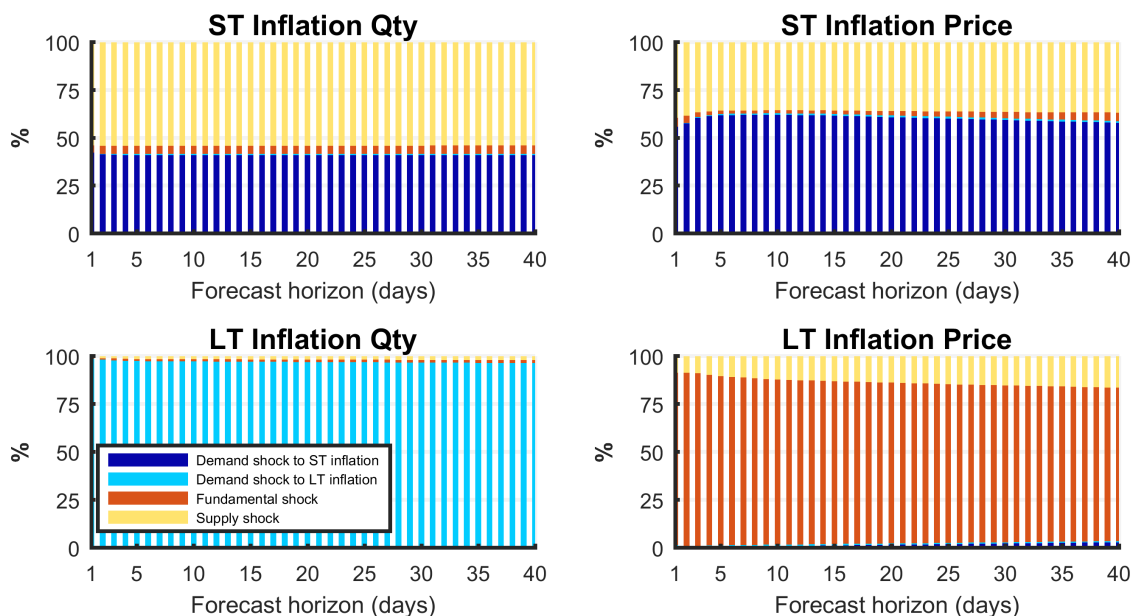 ST Inflation Qty
100
75
50
25
0
%
1 5 10 15 20 25 30 35 40
Forecast horizon (days)
ST Inflation Price
100
75
50
25
0
%
1 5 10 15 20 25 30 35 40
Forecast horizon (days)
LT Inflation Qty
100
75
50
25
0
%
Demand shock to ST inflation
Demand shock to LT inflation
Fundamental shock
Supply shock
1 5 10 15 20 25 30 35 40
Forecast horizon (days)
LT Inflation Price
100
75
50
25
0
%
1 5 10 15 20 25 30 35 40
Forecast horizon (days)